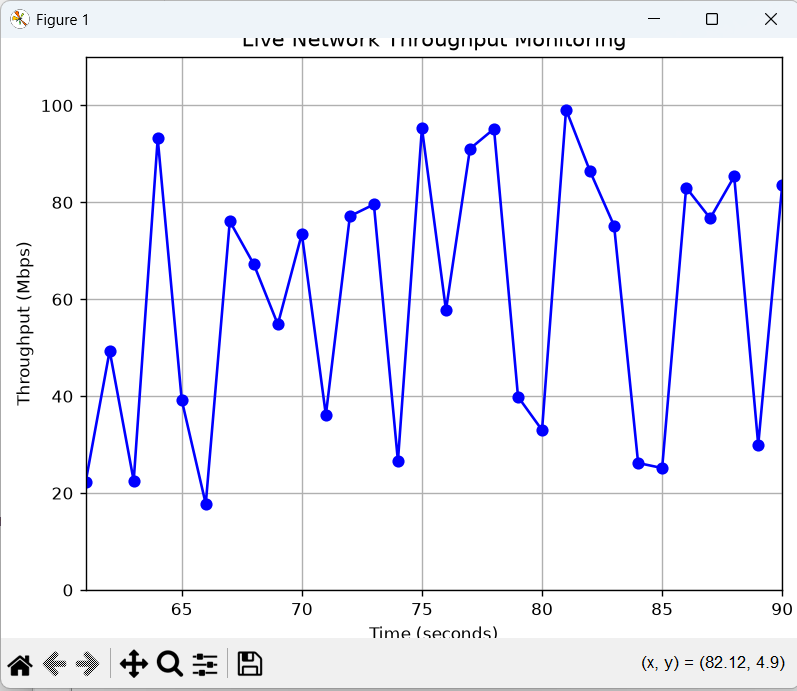 Figure 1
Live Network Throughput Monitoring
Throughput (Mbps)
100
80
60
40
20
0
65 70 75 80 85 90
Time (seconds)
(x, y) = (82.12, 4.9)